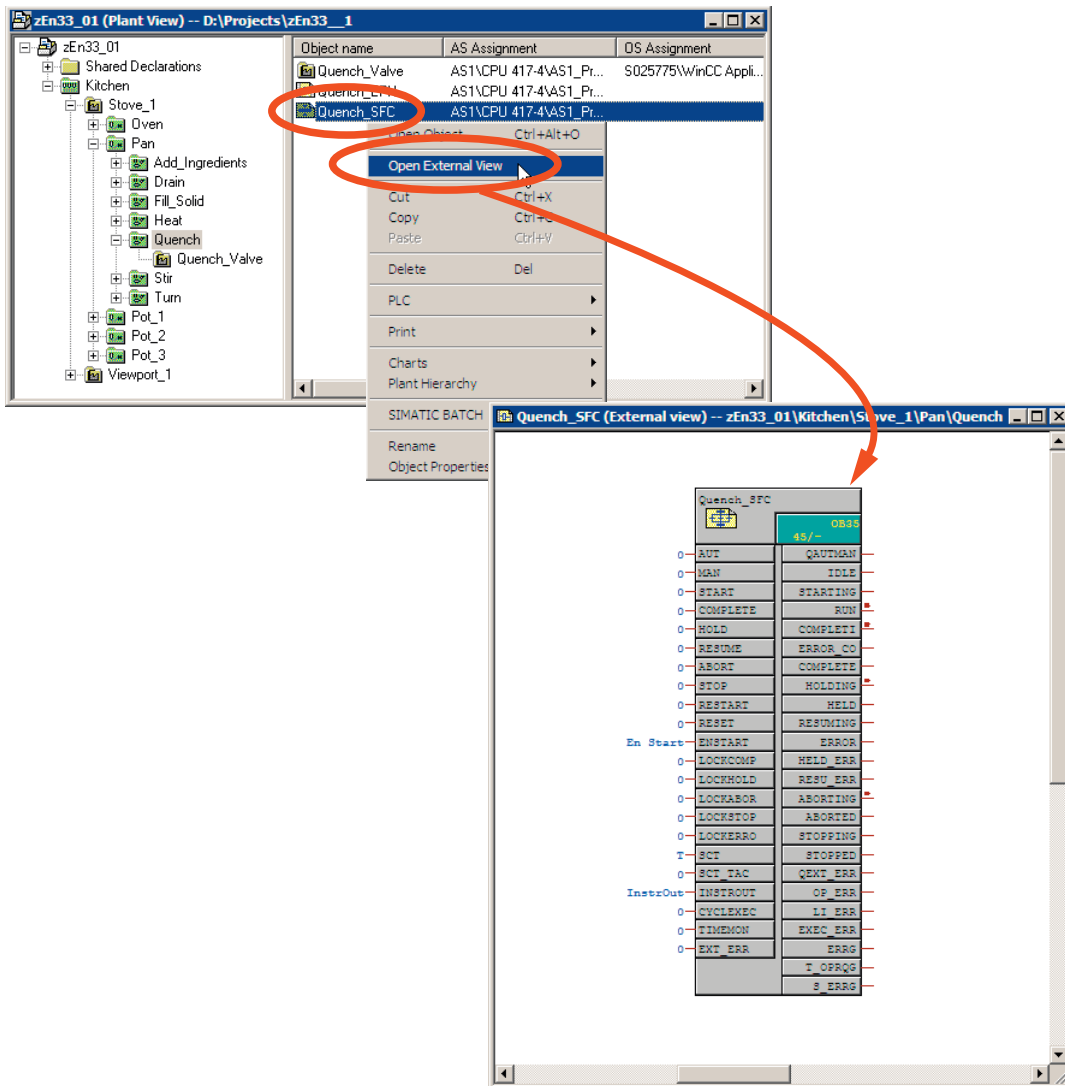 zEn33_01 (Plant View) -- D:\Projects\zEn33__1
zEn33_01
Shared Declarations
Kitchen
Stove_1
Oven
Pan
Add_Ingredients
Drain
Fill_Solid
Heat
Quench
Quench_Valve
Stir
Turn
Pot_1
Pot_2
Pot_3
Viewport_1
Object name AS Assignment OS Assignment
Quench_Valve AS1\CPU 417-4\AS1_Pr... S025775\WinCC Appli...
AS1\CPU 417-4\AS1_Pr...
Quench_SFC AS1\CPU 417-4\AS1_Pr...
Open Object Ctrl+Alt+O
Open External View
Cut Ctrl+X
Copy Ctrl+C
Paste Ctrl+V
Delete Del
PLC
Print
Charts
Plant Hierarchy
SIMATIC BATCH
Rename
Object Properties
Quench_SFC (External view) -- zEn33_01\Kitchen\Stove_1\Pan\Quench
Quench_SFC
OB35
45/-
0 AUT QAUTMAN
0 MAN IDLE
0 START STARTING
0 COMPLETE RUN
0 HOLD COMPLETI
0 RESUME ERROR_CO
0 ABORT COMPLETE
0 STOP HOLDING
0 RESTART HELD
0 RESET RESUMING
En Start ENSTART ERROR
0 LOCKCOMP HELD_ERR
0 LOCKHOLD RESU_ERR
0 LOCKABOR ABORTING
0 LOCKSTOP ABORTED
0 LOCKERRO STOPPING
T SCT STOPPED
0 SCT_TAC QEXT_ERR
InstrOut INSTROUT OP_ERR
0 CYCLEXEC LI_ERR
0 TIMEMON EXEC_ERR
0 EXT_ERR ERRG
T_OPRQG
S_ERRG